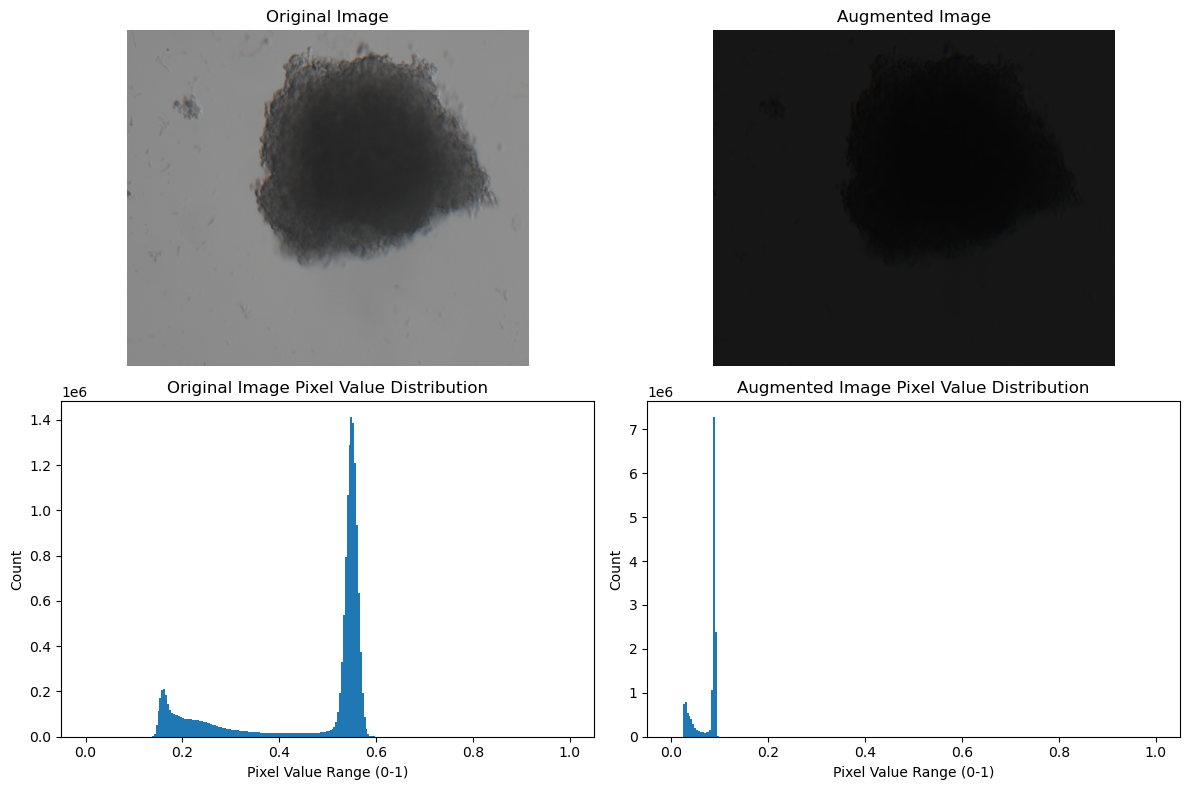 Original Image
Augmented Image
Original Image Pixel Value Distribution
1e6
1.4
1.2
1.0
0.8
0.6
0.4
0.2
0.0
Count
0.0 0.2 0.4 0.6 0.8 1.0
Pixel Value Range (0-1)
Augmented Image Pixel Value Distribution
1e6
7
6
5
4
3
2
1
0
Count
0.0 0.2 0.4 0.6 0.8 1.0
Pixel Value Range (0-1)